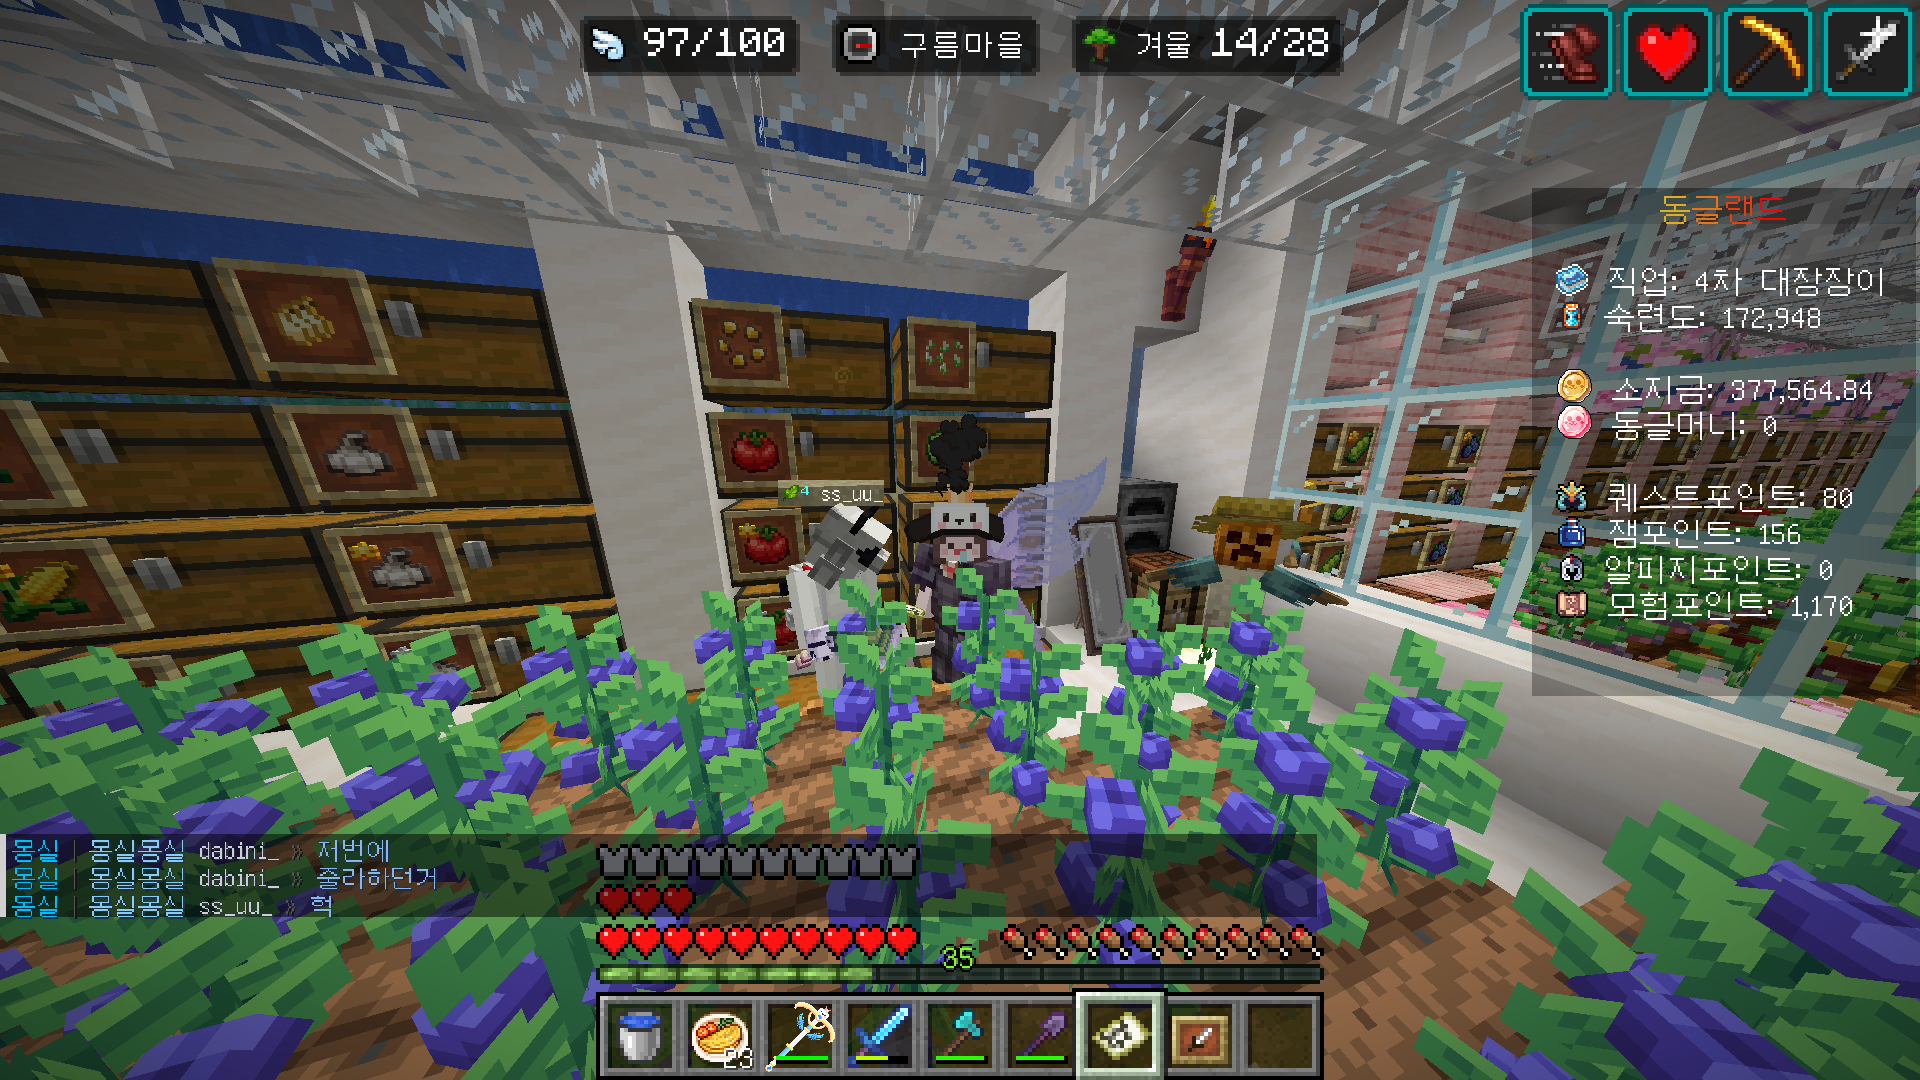 97/100
구름마을
겨울 14/28
동글랜드
직업: 4차 대장장이
숙련도: 172,948
소지금: 377,564.84
동글머니: 0
퀘스트포인트: 80
잼포인트: 156
알피지포인트: 0
모험포인트: 1,170
4 ss_uu_
몽실 | 몽실몽실 dabini_ » 저번에
몽실 | 몽실몽실 dabini_ » 줄라하던거
몽실 | 몽실몽실 ss_uu_ » 헉
35
23